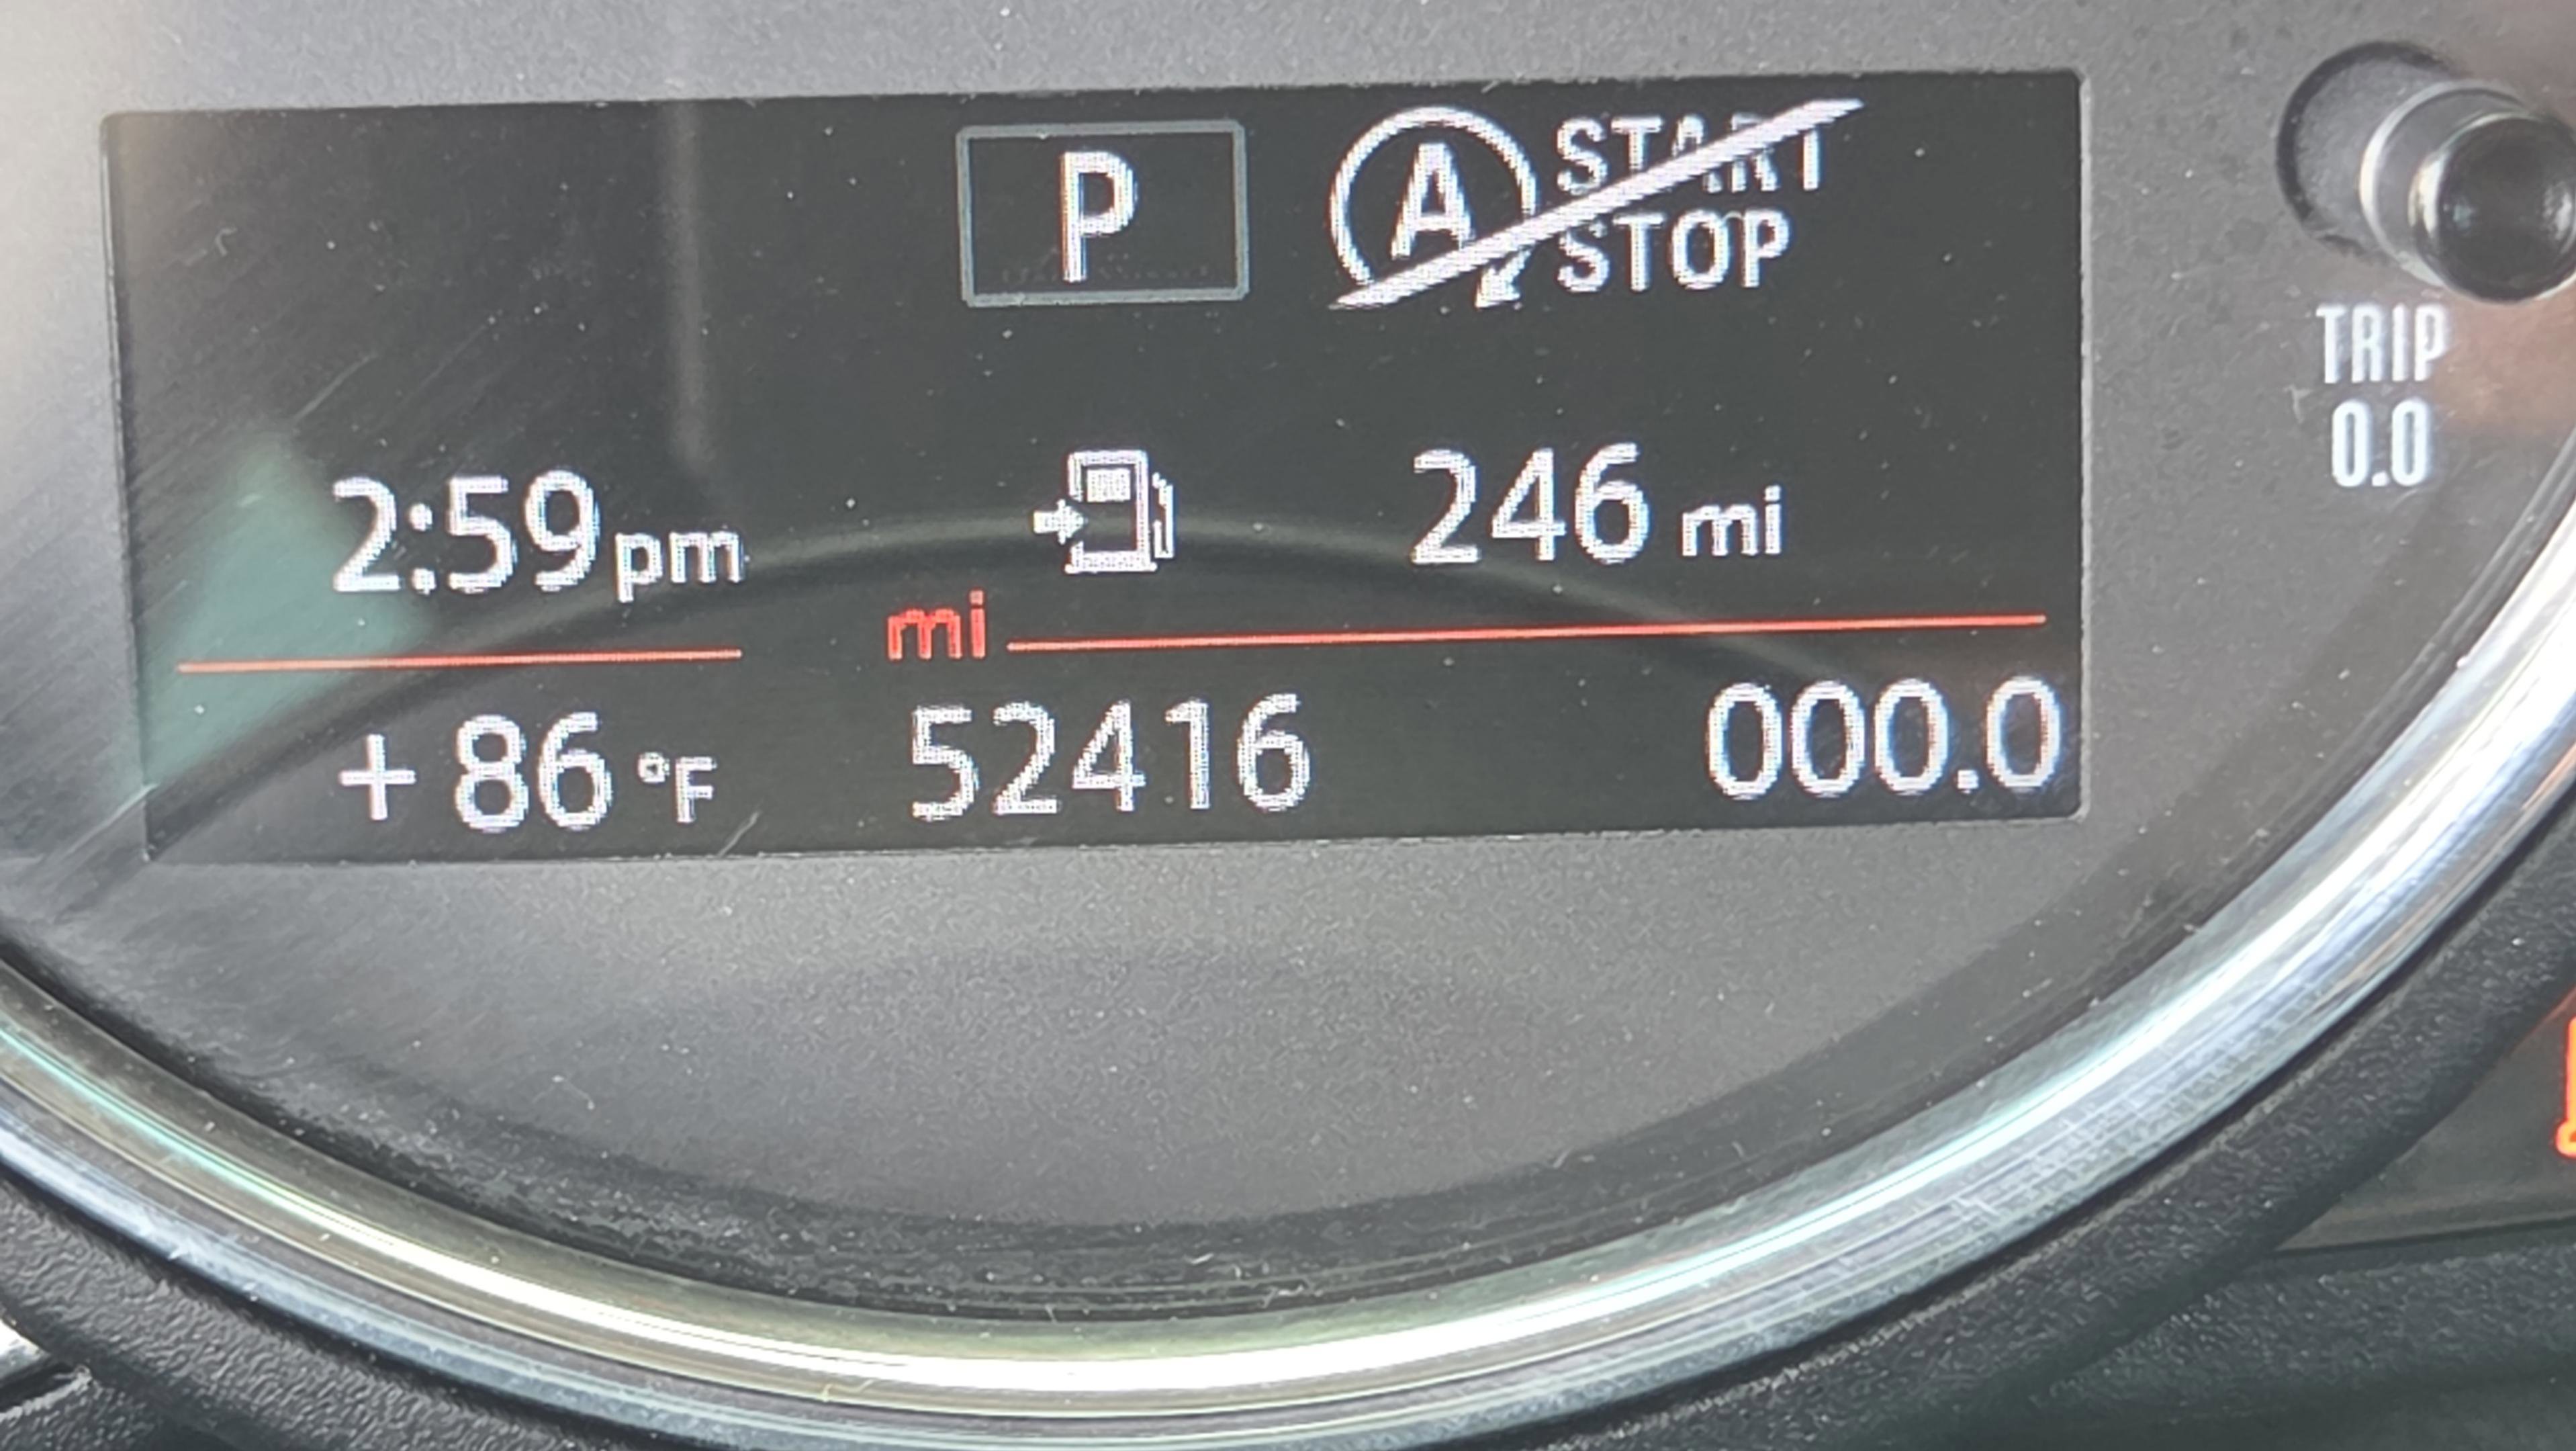 P
A START
STOP
TRIP
0.0
2:59pm
246 mi
mi
+86 °F
52416
000.0